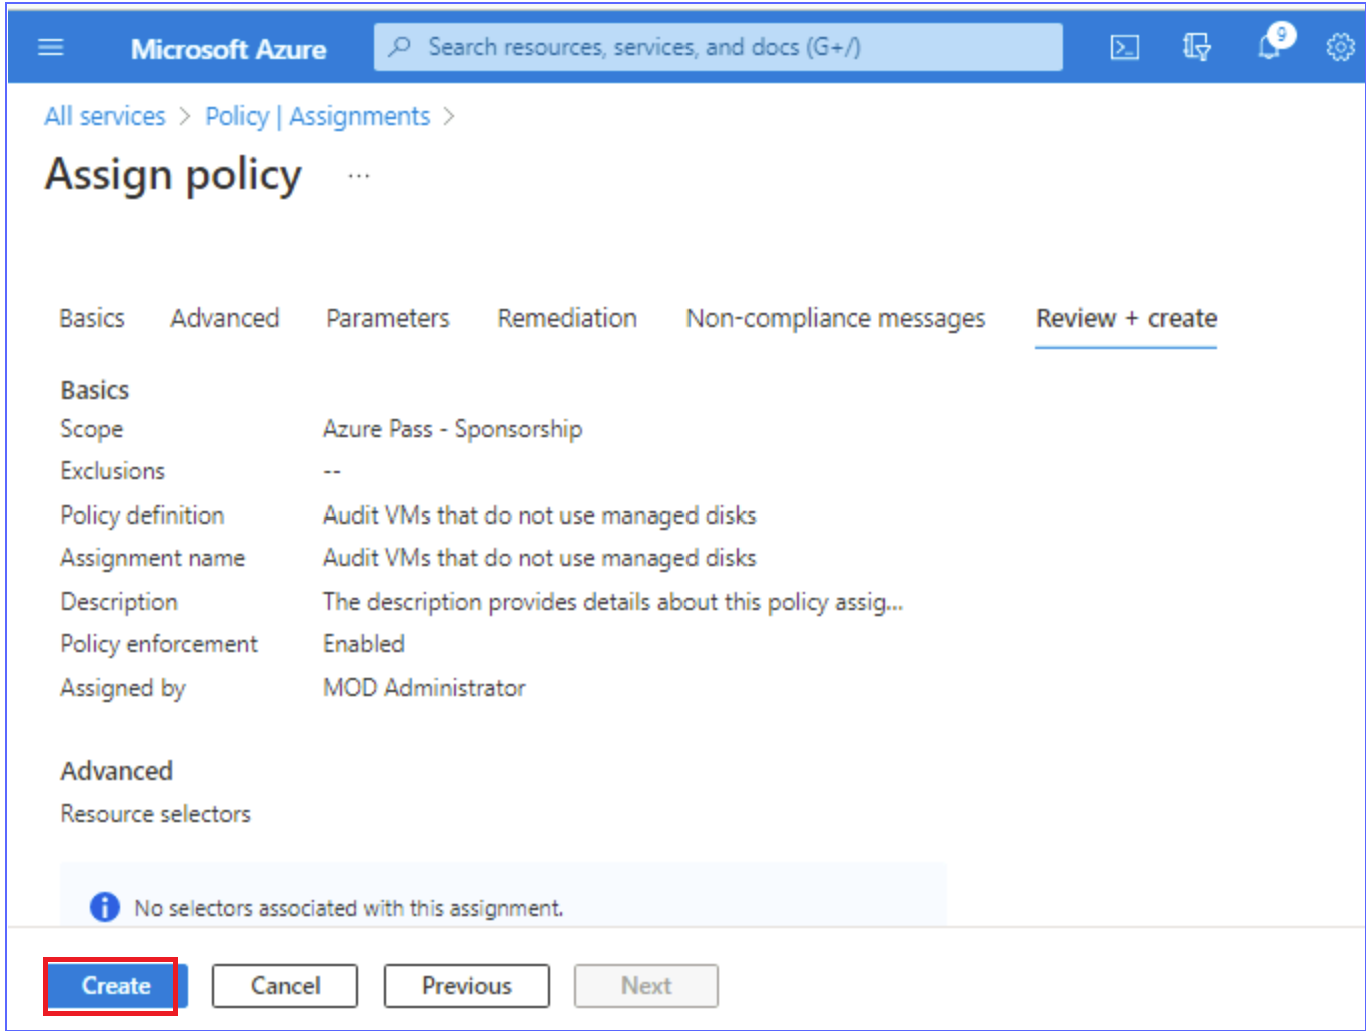 Microsoft Azure
Search resources, services, and docs (G+/)
9
All services > Policy | Assignments >
Assign policy ...
Basics Advanced Parameters Remediation Non-compliance messages Review + create
Basics
Scope Azure Pass - Sponsorship
Exclusions --
Policy definition Audit VMs that do not use managed disks
Assignment name Audit VMs that do not use managed disks
Description The description provides details about this policy assig...
Policy enforcement Enabled
Assigned by MOD Administrator
Advanced
Resource selectors
No selectors associated with this assignment.
Create Cancel Previous Next